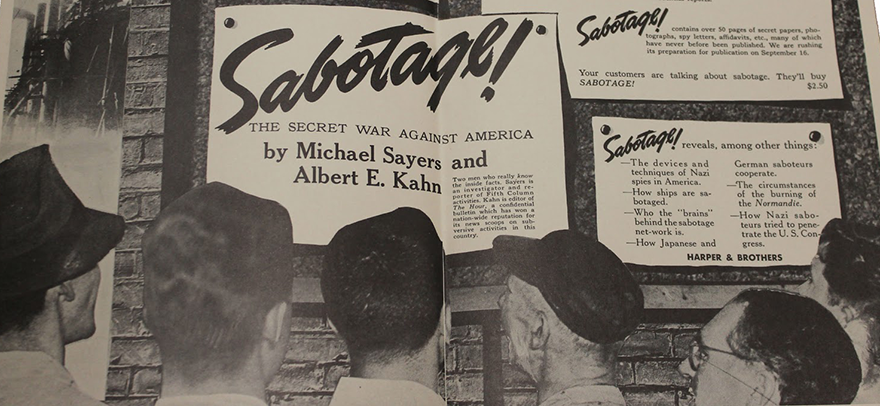 Sabotage!
THE SECRET WAR AGAINST AMERICA
by Michael Sayers and
Albert E. Kahn
Two men who really know
the inside facts. Sayers is
an investigator and re-
porter of Fifth Column
activities. Kahn is editor of
The Hour, a confidential
bulletin which has won a
nation-wide reputation for
its news scoops on sub-
versive activities in this
country.
Sabotage!
contains over 50 pages of secret papers, pho-
tographs, spy letters, affidavits, etc., many of which
have never before been published. We are rushing
its preparation for publication on September 16.
Your customers are talking about sabotage. They'll buy
SABOTAGE!
$2.50
Sabotage! reveals, among other things:
—The devices and
techniques of Nazi
spies in America.
—How ships are sa-
botaged.
—Who the "brains"
behind the sabotage
net-work is.
—How Japanese and
German saboteurs
cooperate.
—The circumstances
of the burning of
the Normandie.
—How Nazi sabo-
teurs tried to pene-
trate the U. S. Con-
gress.
HARPER & BROTHERS